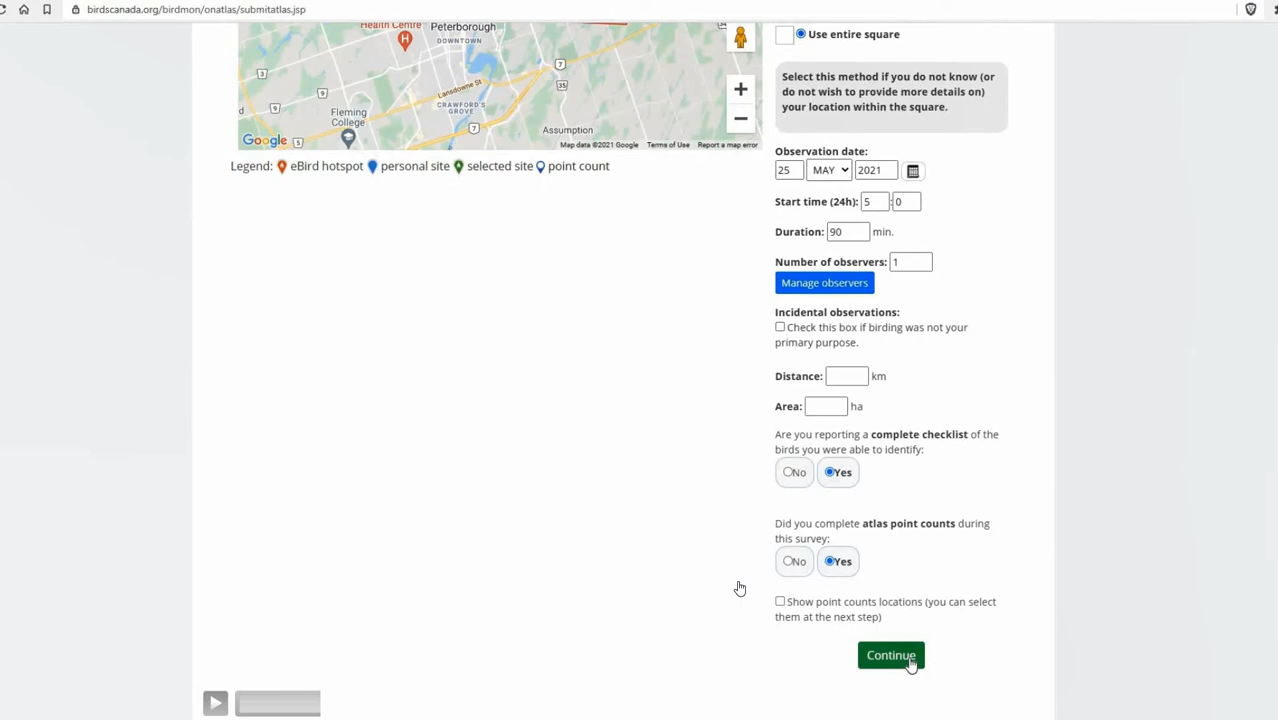 birdscanada.org/birdmon/onatlas/submitatlas.jsp
Health Centre
Peterborough
DOWNTOWN
H
7
3
35
9
Lansdowne St
CRAWFORD'S
GROVE
Fleming
College
9
7
Assumption
d
Google
Map data ©2021 Google
Terms of Use
Report a map error
Legend: eBird hotspot personal site selected site point count
Use entire square
Select this method if you do not know (or
do not wish to provide more details on)
your location within the square.
Observation date:
25 MAY 2021
Start time (24h): 5 : 0
Duration: 90 min.
Number of observers: 1
Manage observers
Incidental observations:
Check this box if birding was not your
primary purpose.
Distance: km
Area: ha
Are you reporting a complete checklist of the
birds you were able to identify:
No Yes
Did you complete atlas point counts during
this survey:
No Yes
Show point counts locations (you can select
them at the next step)
Continue